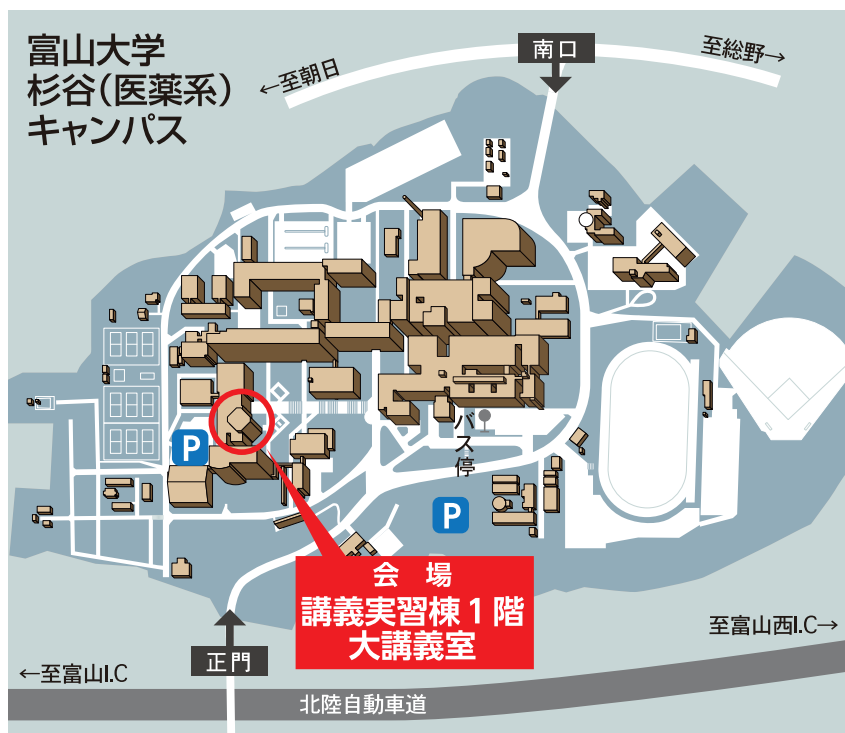 富山大学
杉谷(医薬系)
キャンパス
南口
←至朝日
至総野→
バス停
P
P
会 場
講義実習棟1階
大講義室
正門
至富山西I.C→
←至富山I.C
北陸自動車道